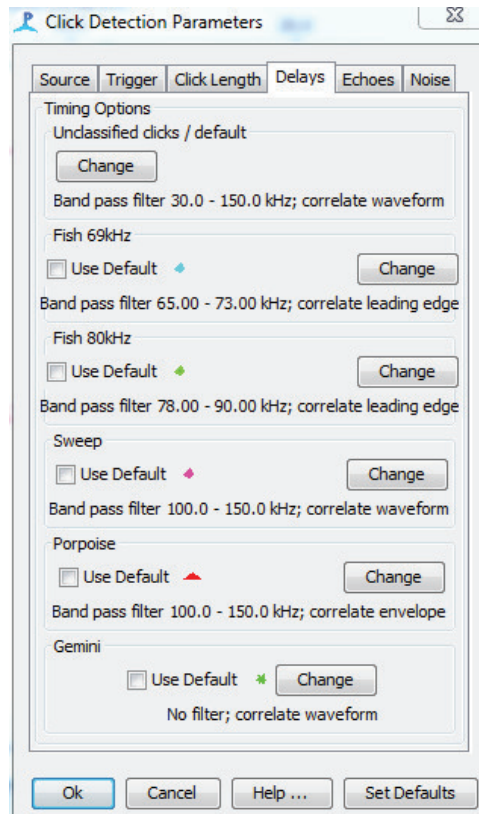 Click Detection Parameters
Source Trigger Click Length Delays Echoes Noise
Timing Options
Unclassified clicks / default
Change
Band pass filter 30.0 - 150.0 kHz; correlate waveform
Fish 69kHz
Use Default Change
Band pass filter 65.00 - 73.00 kHz; correlate leading edge
Fish 80kHz
Use Default Change
Band pass filter 78.00 - 90.00 kHz; correlate leading edge
Sweep
Use Default Change
Band pass filter 100.0 - 150.0 kHz; correlate waveform
Porpoise
Use Default Change
Band pass filter 100.0 - 150.0 kHz; correlate envelope
Gemini
Use Default Change
No filter; correlate waveform
Ok Cancel Help ... Set Defaults